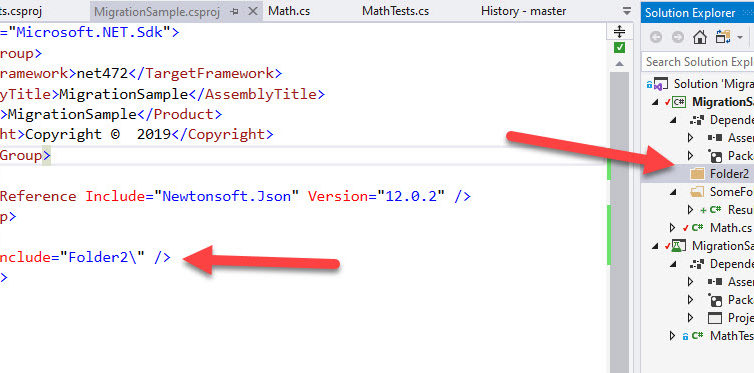 ts.csproj MigrationSample.csproj Math.cs MathTests.cs History - master
="Microsoft.NET.Sdk">
roup>
ramework>net472</TargetFramework>
yTitle>MigrationSample</AssemblyTitle>
>MigrationSample</Product>
ht>Copyright © 2019</Copyright>
Group>
Reference Include="Newtonsoft.Json" Version="12.0.2" />
p>
nclude="Folder2\" />
>
Solution Explorer
Search Solution Expl
Solution 'Migra
MigrationSa
Depende
Asse
Pack
Folder2
SomeFo
Resu
Math.cs
MigrationSa
Depende
Asse
Pack
Proje
MathTes